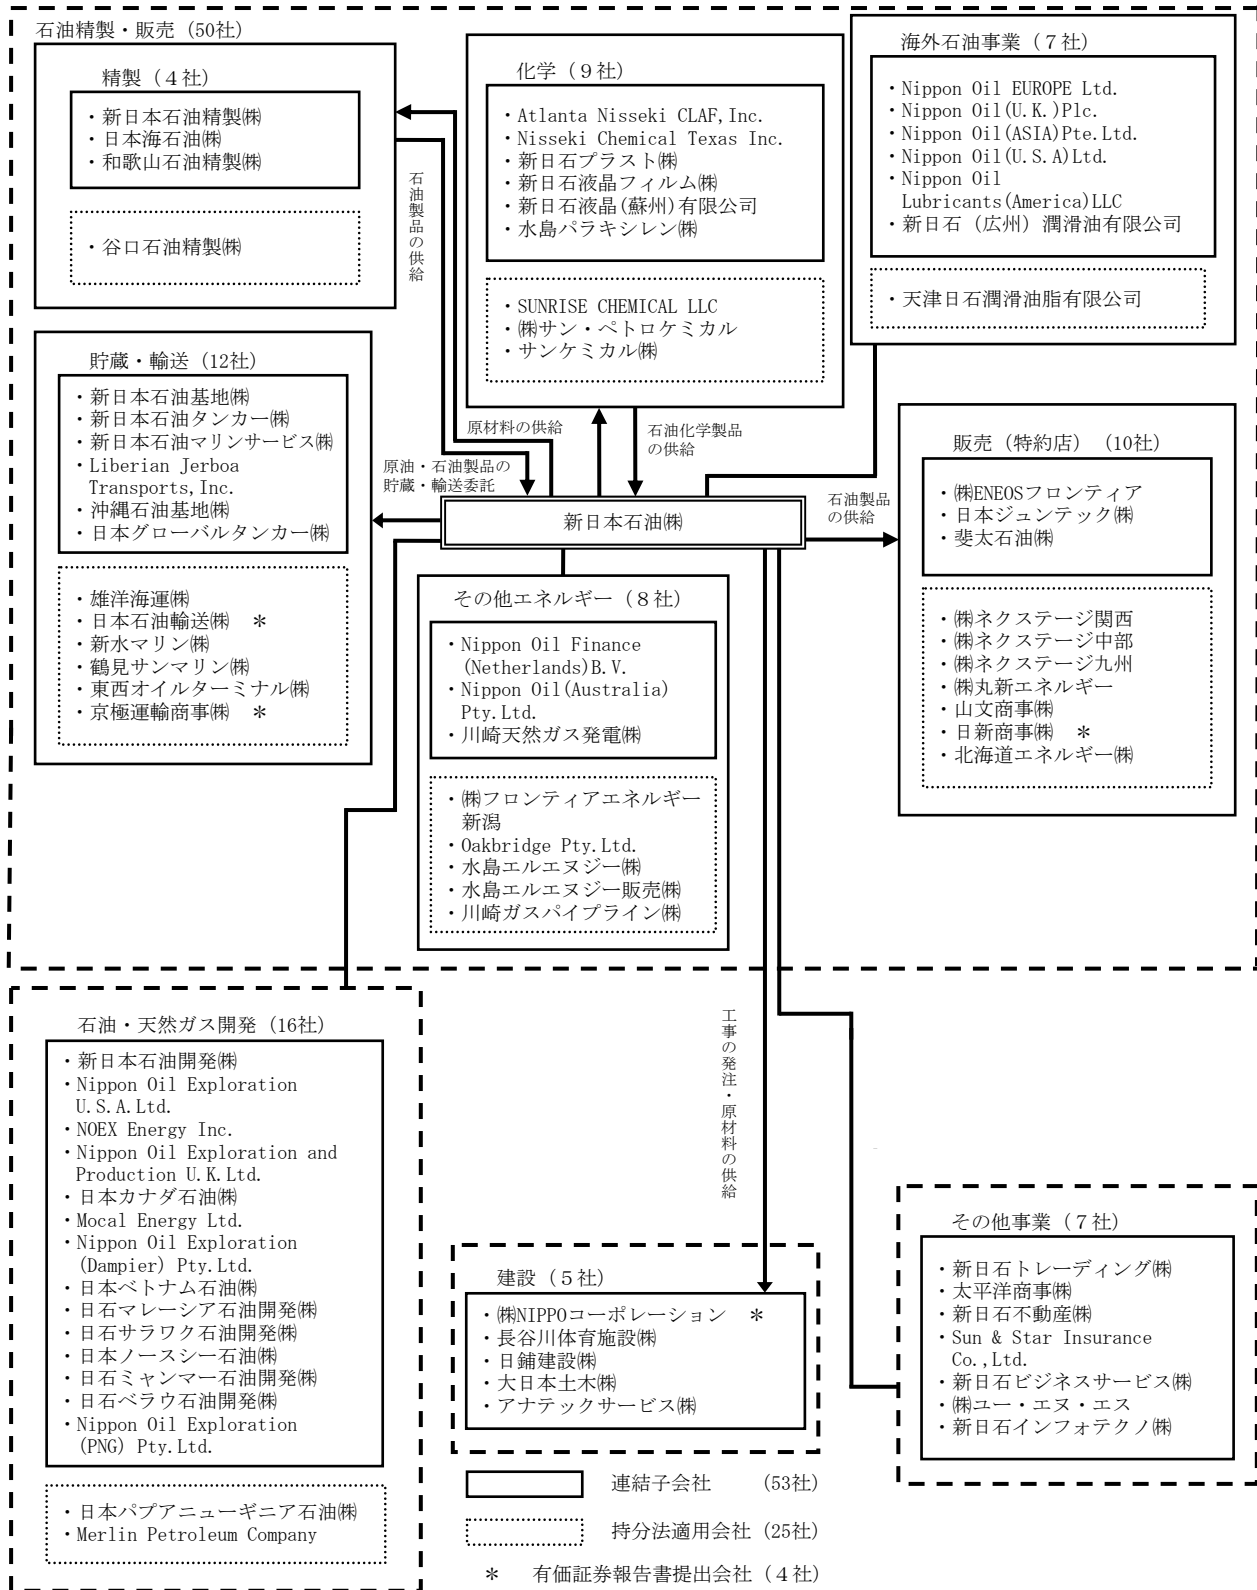 石油精製・販売（50社）
精製（４社）
・新日本石油精製㈱
・日本海石油㈱
・和歌山石油精製㈱
・谷口石油精製㈱
石油製品の供給
化学（９社）
・Atlanta Nisseki CLAF,Inc.
・Nisseki Chemical Texas Inc.
・新日石プラスト㈱
・新日石液晶フィルム㈱
・新日石液晶(蘇州)有限公司
・水島パラキシレン㈱
・SUNRISE CHEMICAL LLC
・㈱サン・ペトロケミカル
・サンケミカル㈱
海外石油事業（７社）
・Nippon Oil EUROPE Ltd.
・Nippon Oil(U.K.)Plc.
・Nippon Oil(ASIA)Pte.Ltd.
・Nippon Oil(U.S.A)Ltd.
・Nippon Oil
Lubricants(America)LLC
・新日石（広州）潤滑油有限公司
・天津日石潤滑油脂有限公司
貯蔵・輸送（12社）
・新日本石油基地㈱
・新日本石油タンカー㈱
・新日本石油マリンサービス㈱
・Liberian Jerboa
Transports,Inc.
・沖縄石油基地㈱
・日本グローバルタンカー㈱
・雄洋海運㈱
・日本石油輸送㈱　＊
・新水マリン㈱
・鶴見サンマリン㈱
・東西オイルターミナル㈱
・京極運輸商事㈱　＊
原材料の供給
石油化学製品
の供給
原油・石油製品の
貯蔵・輸送委託
新日本石油㈱
石油製品
の供給
販売（特約店）（10社）
・㈱ENEOSフロンティア
・日本ジュンテック㈱
・斐太石油㈱
・㈱ネクステージ関西
・㈱ネクステージ中部
・㈱ネクステージ九州
・㈱丸新エネルギー
・山文商事㈱
・日新商事㈱　＊
・北海道エネルギー㈱
その他エネルギー（８社）
・Nippon Oil Finance
(Netherlands)B.V.
・Nippon Oil(Australia)
Pty.Ltd.
・川崎天然ガス発電㈱
・㈱フロンティアエネルギー
新潟
・Oakbridge Pty.Ltd.
・水島エルエヌジー㈱
・水島エルエヌジー販売㈱
・川崎ガスパイプライン㈱
石油・天然ガス開発（16社）
・新日本石油開発㈱
・Nippon Oil Exploration
U.S.A.Ltd.
・NOEX Energy Inc.
・Nippon Oil Exploration and
Production U.K.Ltd.
・日本カナダ石油㈱
・Mocal Energy Ltd.
・Nippon Oil Exploration
(Dampier) Pty.Ltd.
・日本ベトナム石油㈱
・日石マレーシア石油開発㈱
・日石サラワク石油開発㈱
・日本ノースシー石油㈱
・日石ミャンマー石油開発㈱
・日石ベラウ石油開発㈱
・Nippon Oil Exploration
(PNG) Pty.Ltd.
・日本パプアニューギニア石油㈱
・Merlin Petroleum Company
工事の発注・原材料の供給
建設（５社）
・㈱NIPPOコーポレーション　＊
・長谷川体育施設㈱
・日鋪建設㈱
・大日本土木㈱
・アナテックサービス㈱
その他事業（７社）
・新日石トレーディング㈱
・太平洋商事㈱
・新日石不動産㈱
・Sun & Star Insurance
Co.,Ltd.
・新日石ビジネスサービス㈱
・㈱ユー・エヌ・エス
・新日石インフォテクノ㈱
連結子会社　（53社）
持分法適用会社（25社）
＊　有価証券報告書提出会社（４社）